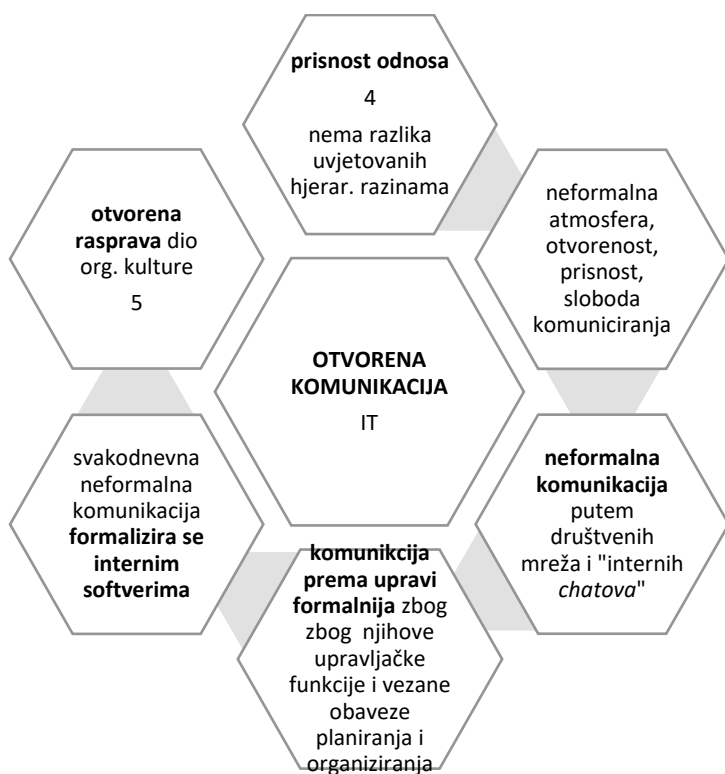 prisnost odnosa
4
nema razlika
uvjetovanih
hjerar. razinama
neformalna
atmosfera,
otvorenost,
prisnost,
sloboda
komuniciranja
neformalna
komunikacija
putem
društvenih
mreža i "internih
chatova"
komunikcija
prema upravi
formalnija zbog
zbog njihove
upravljačke
funkcije i vezane
obaveze
planiranja i
organiziranja
svakodnevna
neformalna
komunikacija
formalizira se
internim
softverima
otvorena
rasprava dio
org. kulture
5
OTVORENA
KOMUNIKACIJA
IT